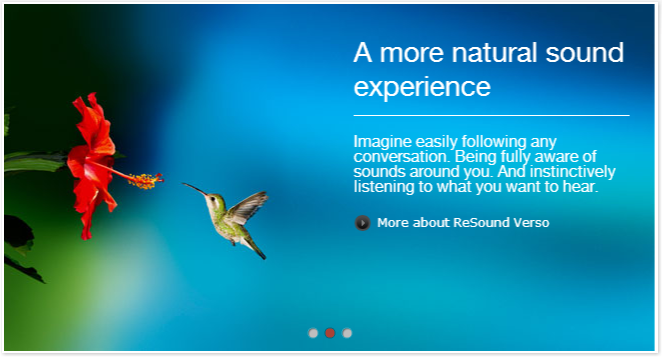 A more natural sound
experience
Imagine easily following any
conversation. Being fully aware of
sounds around you. And instinctively
listening to what you want to hear.
More about ReSound Verso